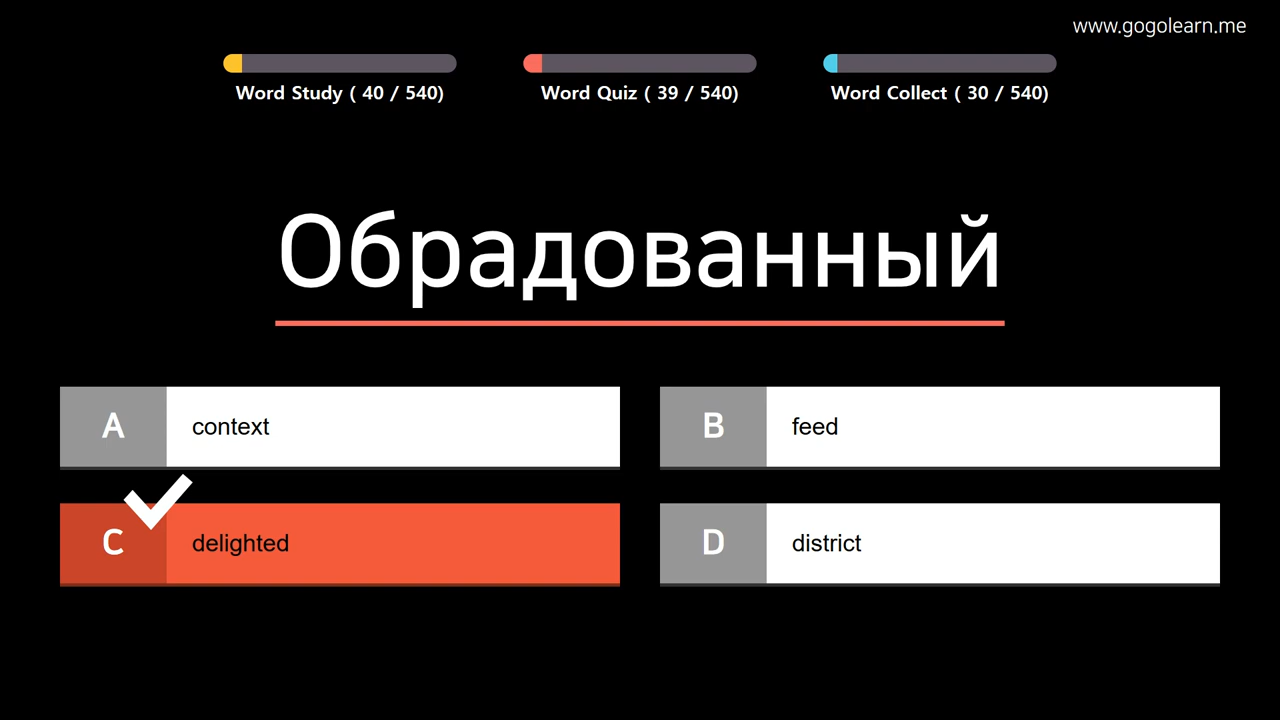 www.gogolearn.me
Word Study ( 40 / 540)
Word Quiz ( 39 / 540)
Word Collect ( 30 / 540)
Обрадованный
A context
B feed
C delighted
D district